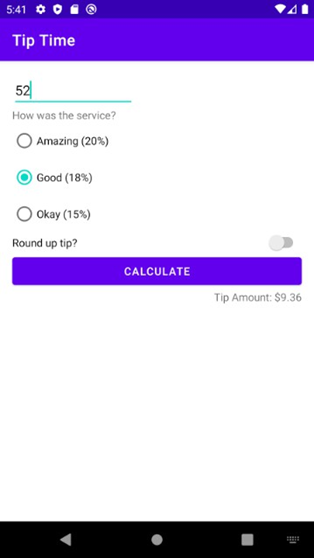 5:41
Tip Time
52
How was the service?
Amazing (20%)
Good (18%)
Okay (15%)
Round up tip?
CALCULATE
Tip Amount: $9.36